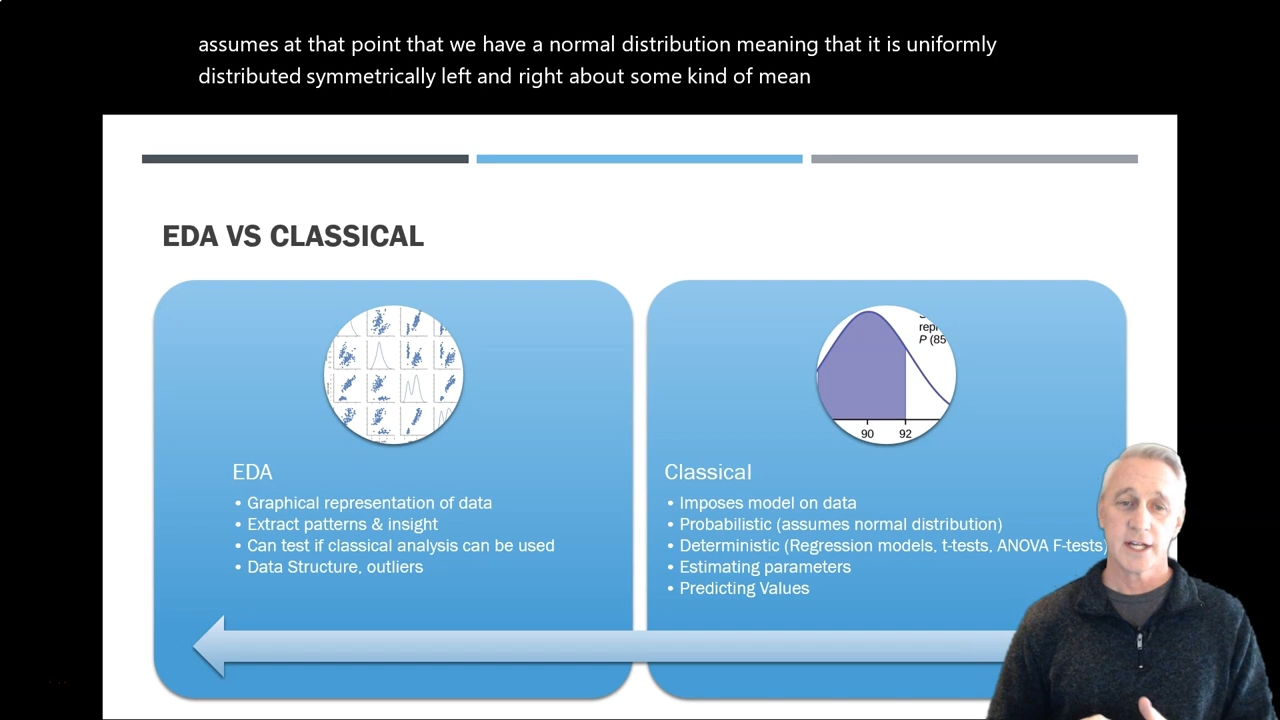 assumes at that point that we have a normal distribution meaning that it is uniformly
distributed symmetrically left and right about some kind of mean
EDA VS CLASSICAL
EDA
• Graphical representation of data
• Extract patterns & insight
• Can test if classical analysis can be used
• Data Structure, outliers
repr
P (85
90 92
Classical
• Imposes model on data
• Probabilistic (assumes normal distribution)
• Deterministic (Regression models, t-tests, ANOVA F-tests)
• Estimating parameters
• Predicting Values